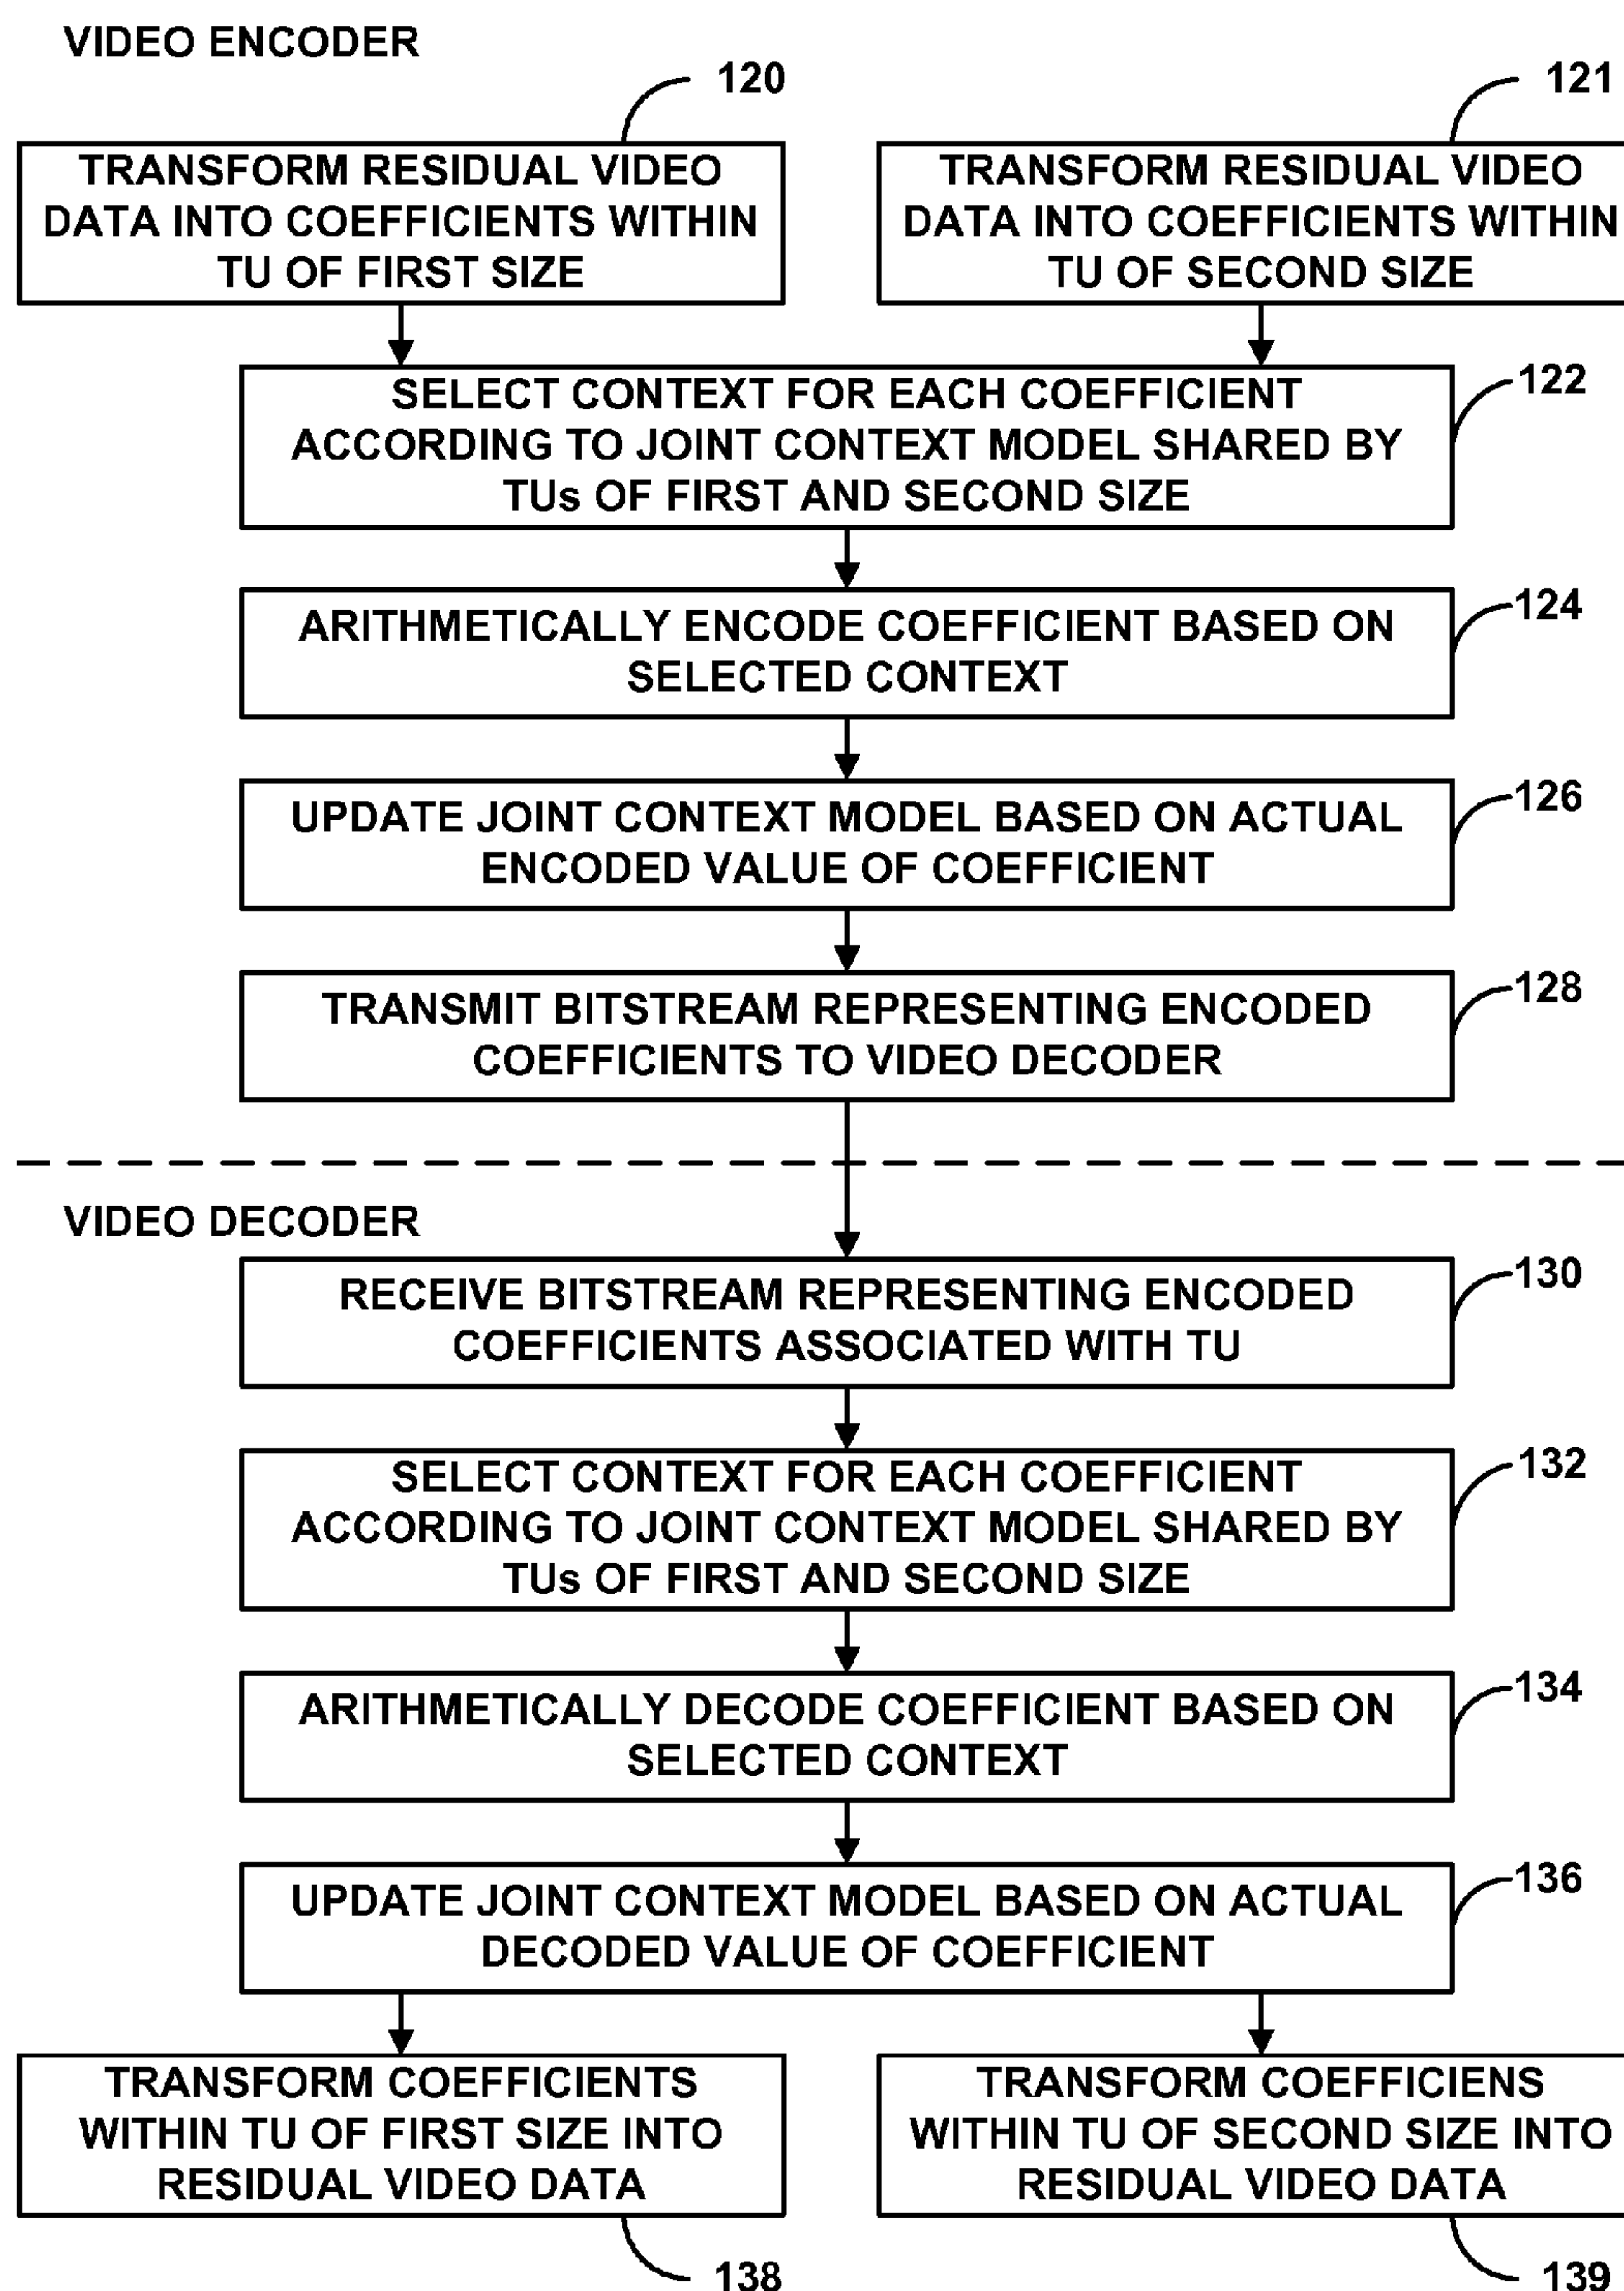 VIDEO ENCODER
120
121
TRANSFORM RESIDUAL VIDEO
DATA INTO COEFFICIENTS WITHIN
TU OF FIRST SIZE
TRANSFORM RESIDUAL VIDEO
DATA INTO COEFFICIENTS WITHIN
TU OF SECOND SIZE
122
SELECT CONTEXT FOR EACH COEFFICIENT
ACCORDING TO JOINT CONTEXT MODEL SHARED BY
TUs OF FIRST AND SECOND SIZE
124
ARITHMETICALLY ENCODE COEFFICIENT BASED ON
SELECTED CONTEXT
126
UPDATE JOINT CONTEXT MODEL BASED ON ACTUAL
ENCODED VALUE OF COEFFICIENT
128
TRANSMIT BITSTREAM REPRESENTING ENCODED
COEFFICIENTS TO VIDEO DECODER
VIDEO DECODER
130
RECEIVE BITSTREAM REPRESENTING ENCODED
COEFFICIENTS ASSOCIATED WITH TU
132
SELECT CONTEXT FOR EACH COEFFICIENT
ACCORDING TO JOINT CONTEXT MODEL SHARED BY
TUs OF FIRST AND SECOND SIZE
134
ARITHMETICALLY DECODE COEFFICIENT BASED ON
SELECTED CONTEXT
136
UPDATE JOINT CONTEXT MODEL BASED ON ACTUAL
DECODED VALUE OF COEFFICIENT
TRANSFORM COEFFICIENTS
WITHIN TU OF FIRST SIZE INTO
RESIDUAL VIDEO DATA
TRANSFORM COEFFICIENS
WITHIN TU OF SECOND SIZE INTO
RESIDUAL VIDEO DATA
138
139